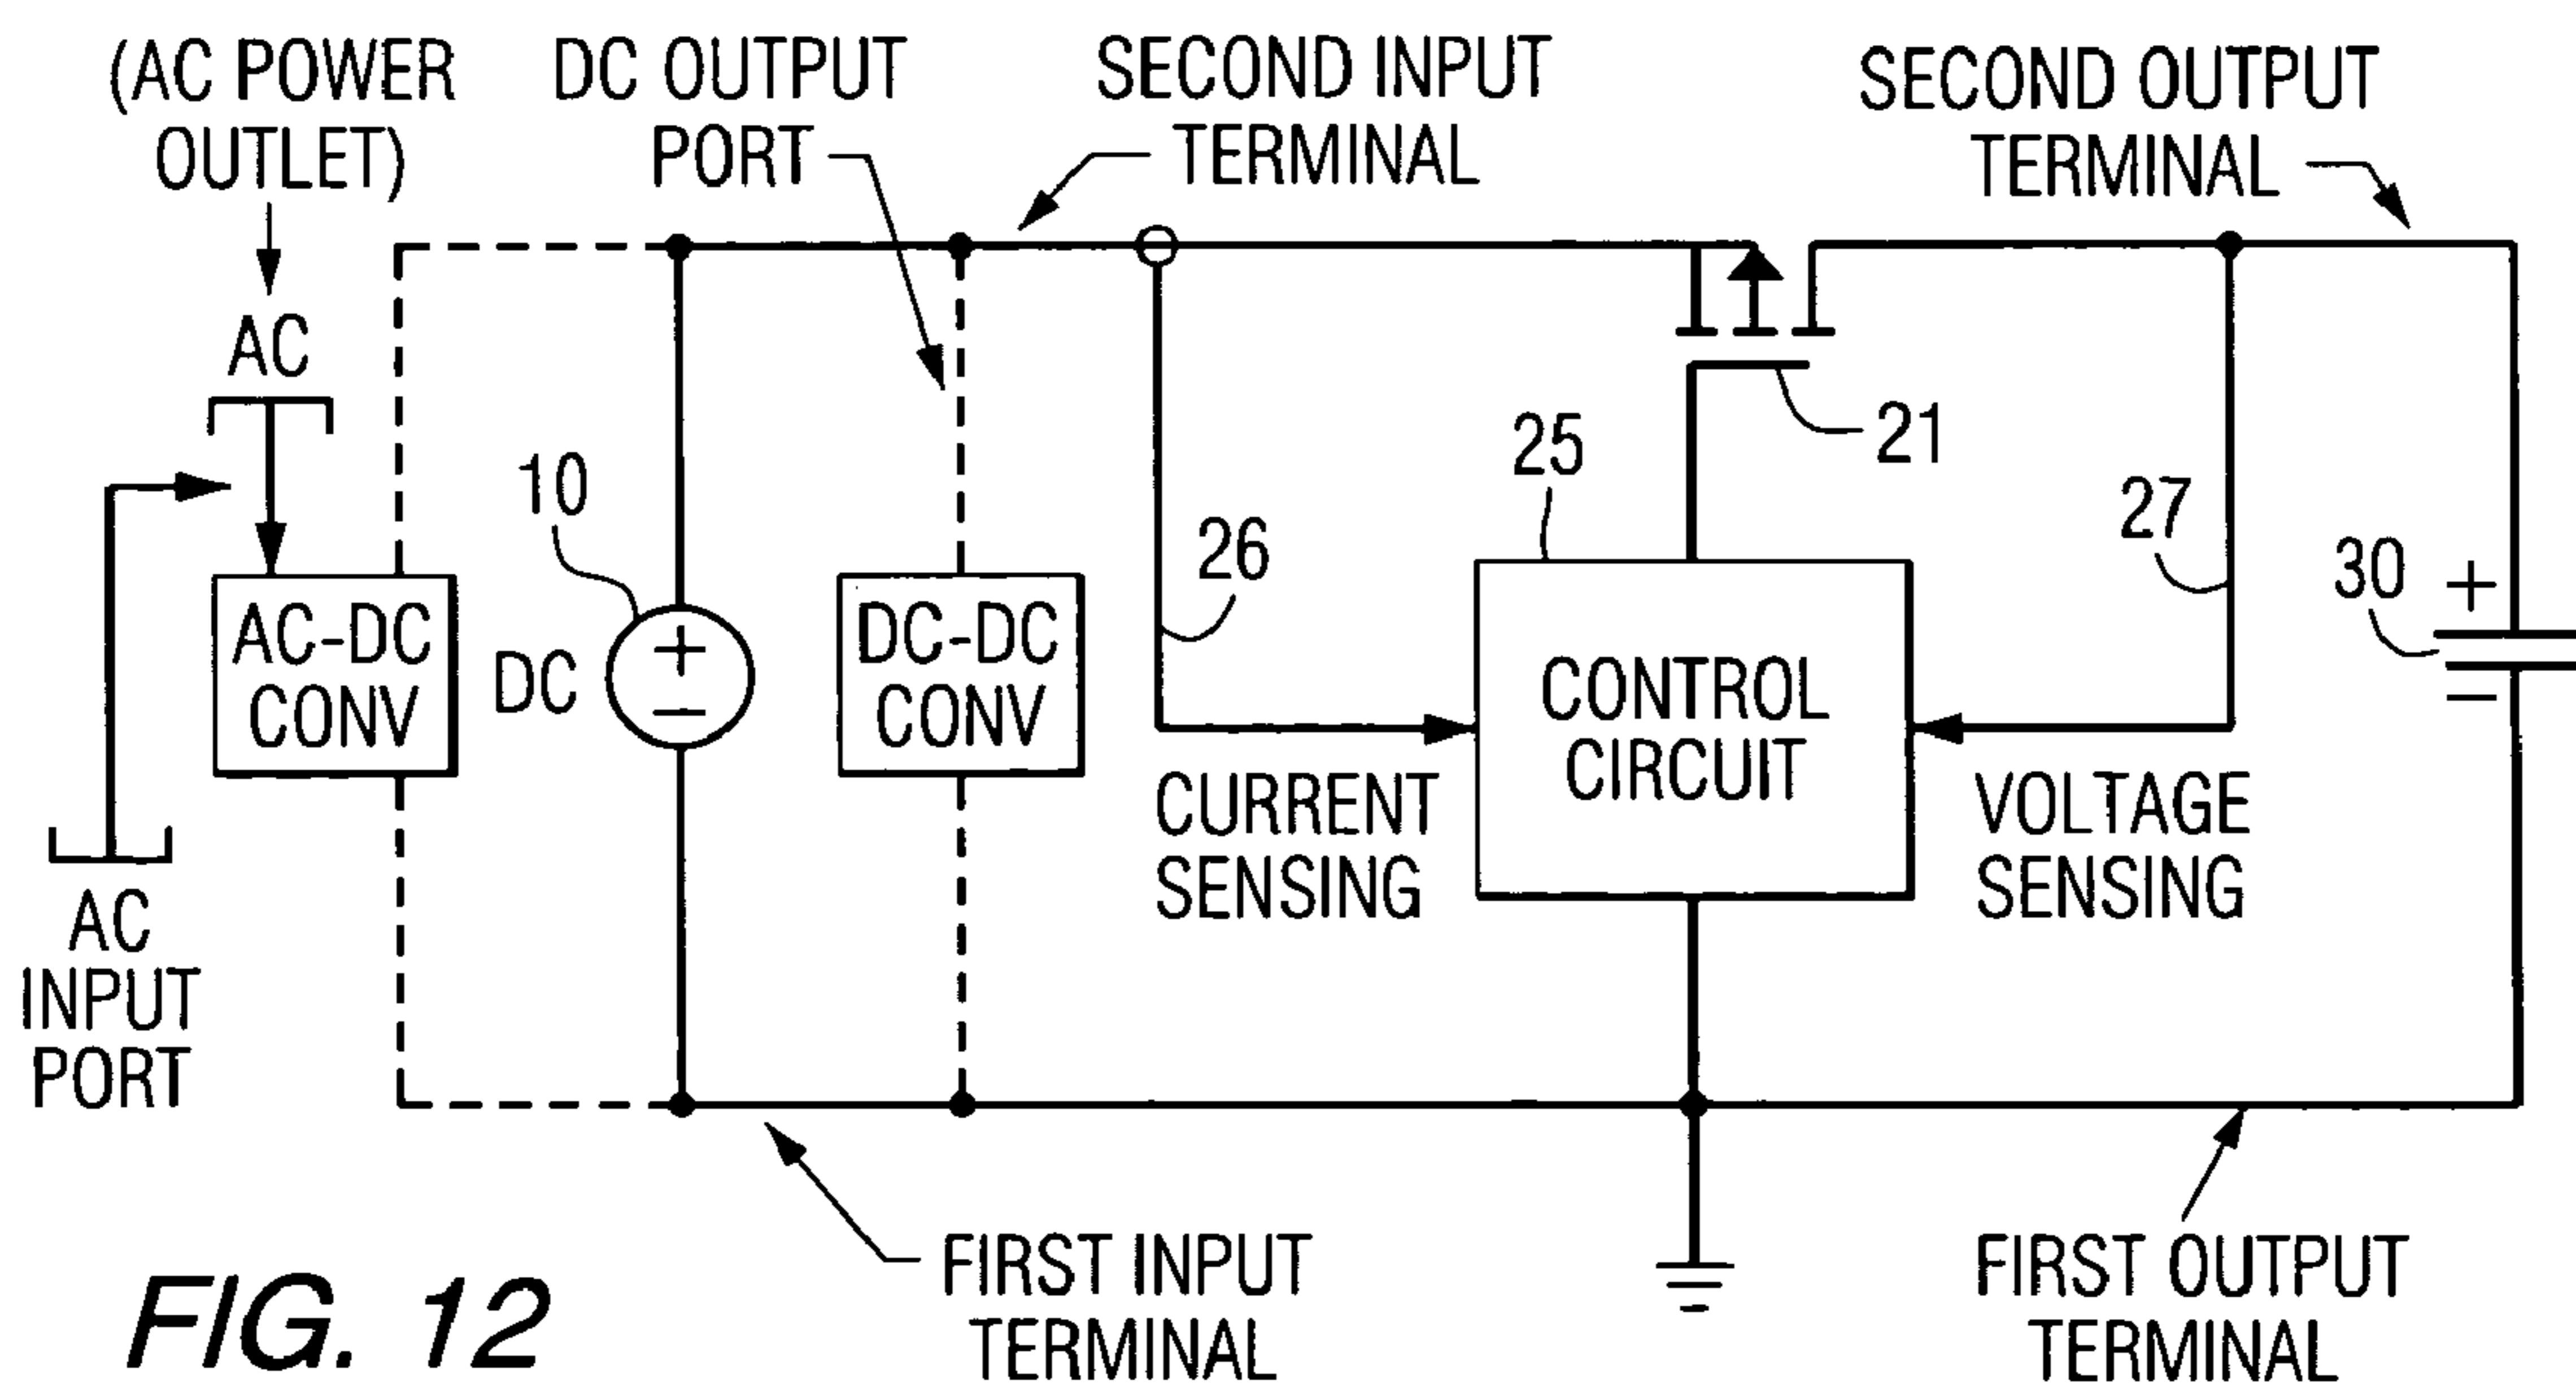 (AC POWER
OUTLET)
DC OUTPUT
PORT
SECOND INPUT
TERMINAL
SECOND OUTPUT
TERMINAL
AC
10
26
25
21
27
30
+
−
AC-DC
CONV
DC
+
−
DC-DC
CONV
CONTROL
CIRCUIT
CURRENT
SENSING
VOLTAGE
SENSING
AC
INPUT
PORT
FIRST INPUT
TERMINAL
FIRST OUTPUT
TERMINAL
FIG. 12